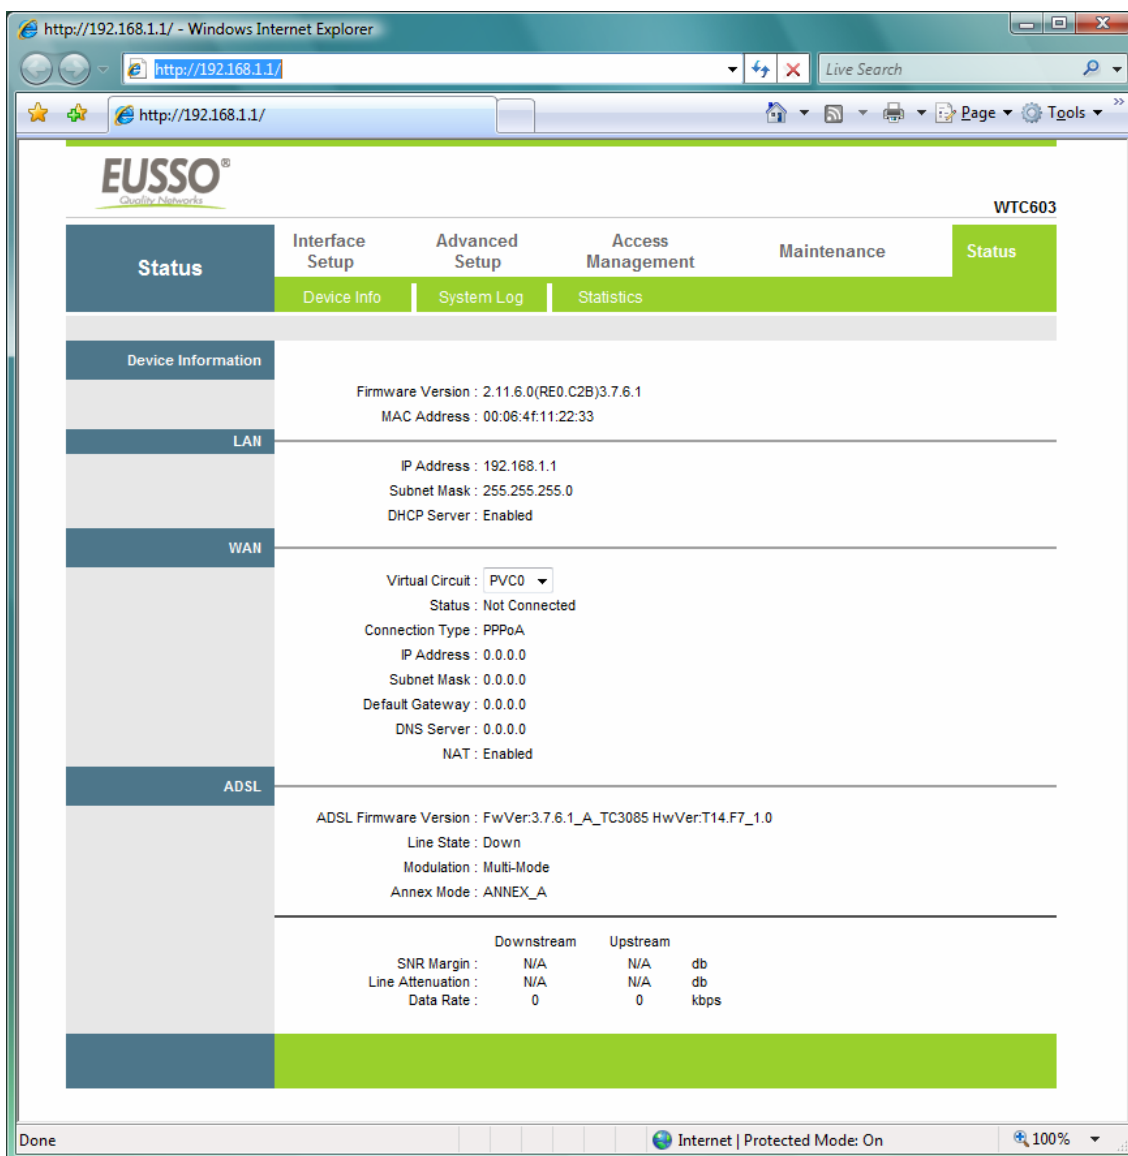 http://192.168.1.1/ - Windows Internet Explorer
http://192.168.1.1/
Live Search
http://192.168.1.1/
Page Tools
EUSSO®
Quality Networks
WTC603
Status
Interface Setup
Advanced Setup
Access Management
Maintenance
Status
Device Info System Log Statistics
Device Information
Firmware Version : 2.11.6.0(RE0.C2B)3.7.6.1
MAC Address : 00:06:4f:11:22:33
LAN
IP Address : 192.168.1.1
Subnet Mask : 255.255.255.0
DHCP Server : Enabled
WAN
Virtual Circuit : PVC0
Status : Not Connected
Connection Type : PPPoA
IP Address : 0.0.0.0
Subnet Mask : 0.0.0.0
Default Gateway : 0.0.0.0
DNS Server : 0.0.0.0
NAT : Enabled
ADSL
ADSL Firmware Version : FwVer:3.7.6.1_A_TC3085 HwVer:T14.F7_1.0
Line State : Down
Modulation : Multi-Mode
Annex Mode : ANNEX_A
Downstream Upstream
SNR Margin : N/A N/A db
Line Attenuation : N/A N/A db
Data Rate : 0 0 kbps
Done
Internet | Protected Mode: On
100%